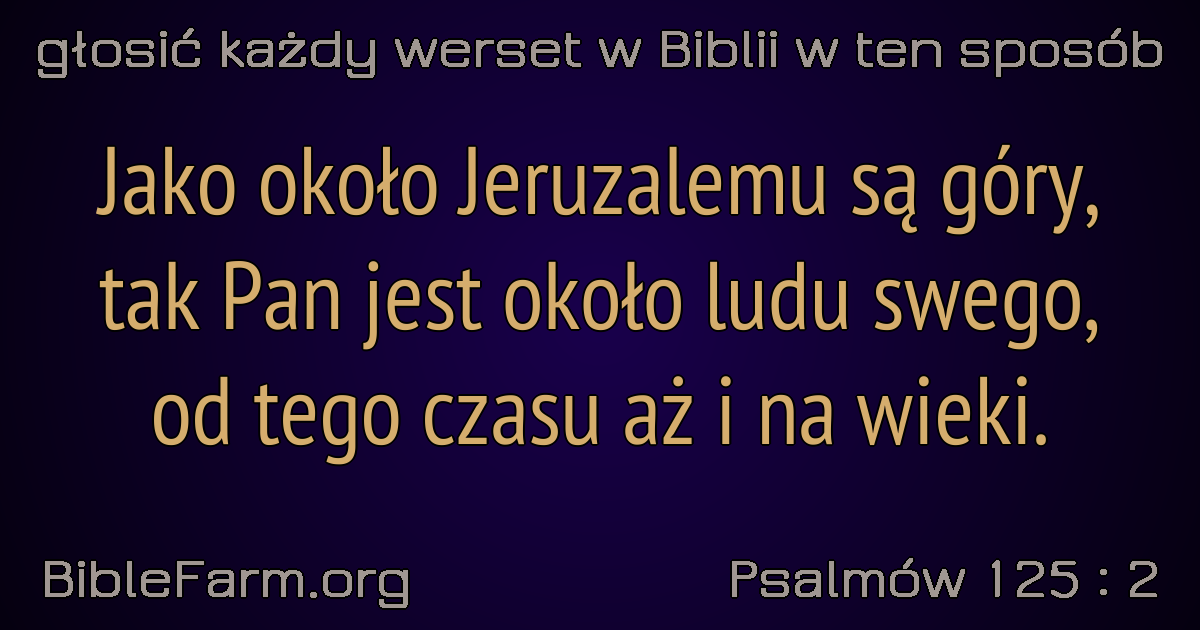 głosić każdy werset w Biblii w ten sposób
Jako około Jeruzalemu są góry,
tak Pan jest około ludu swego,
od tego czasu aż i na wieki.
BibleFarm.org
Psalmów 125 : 2